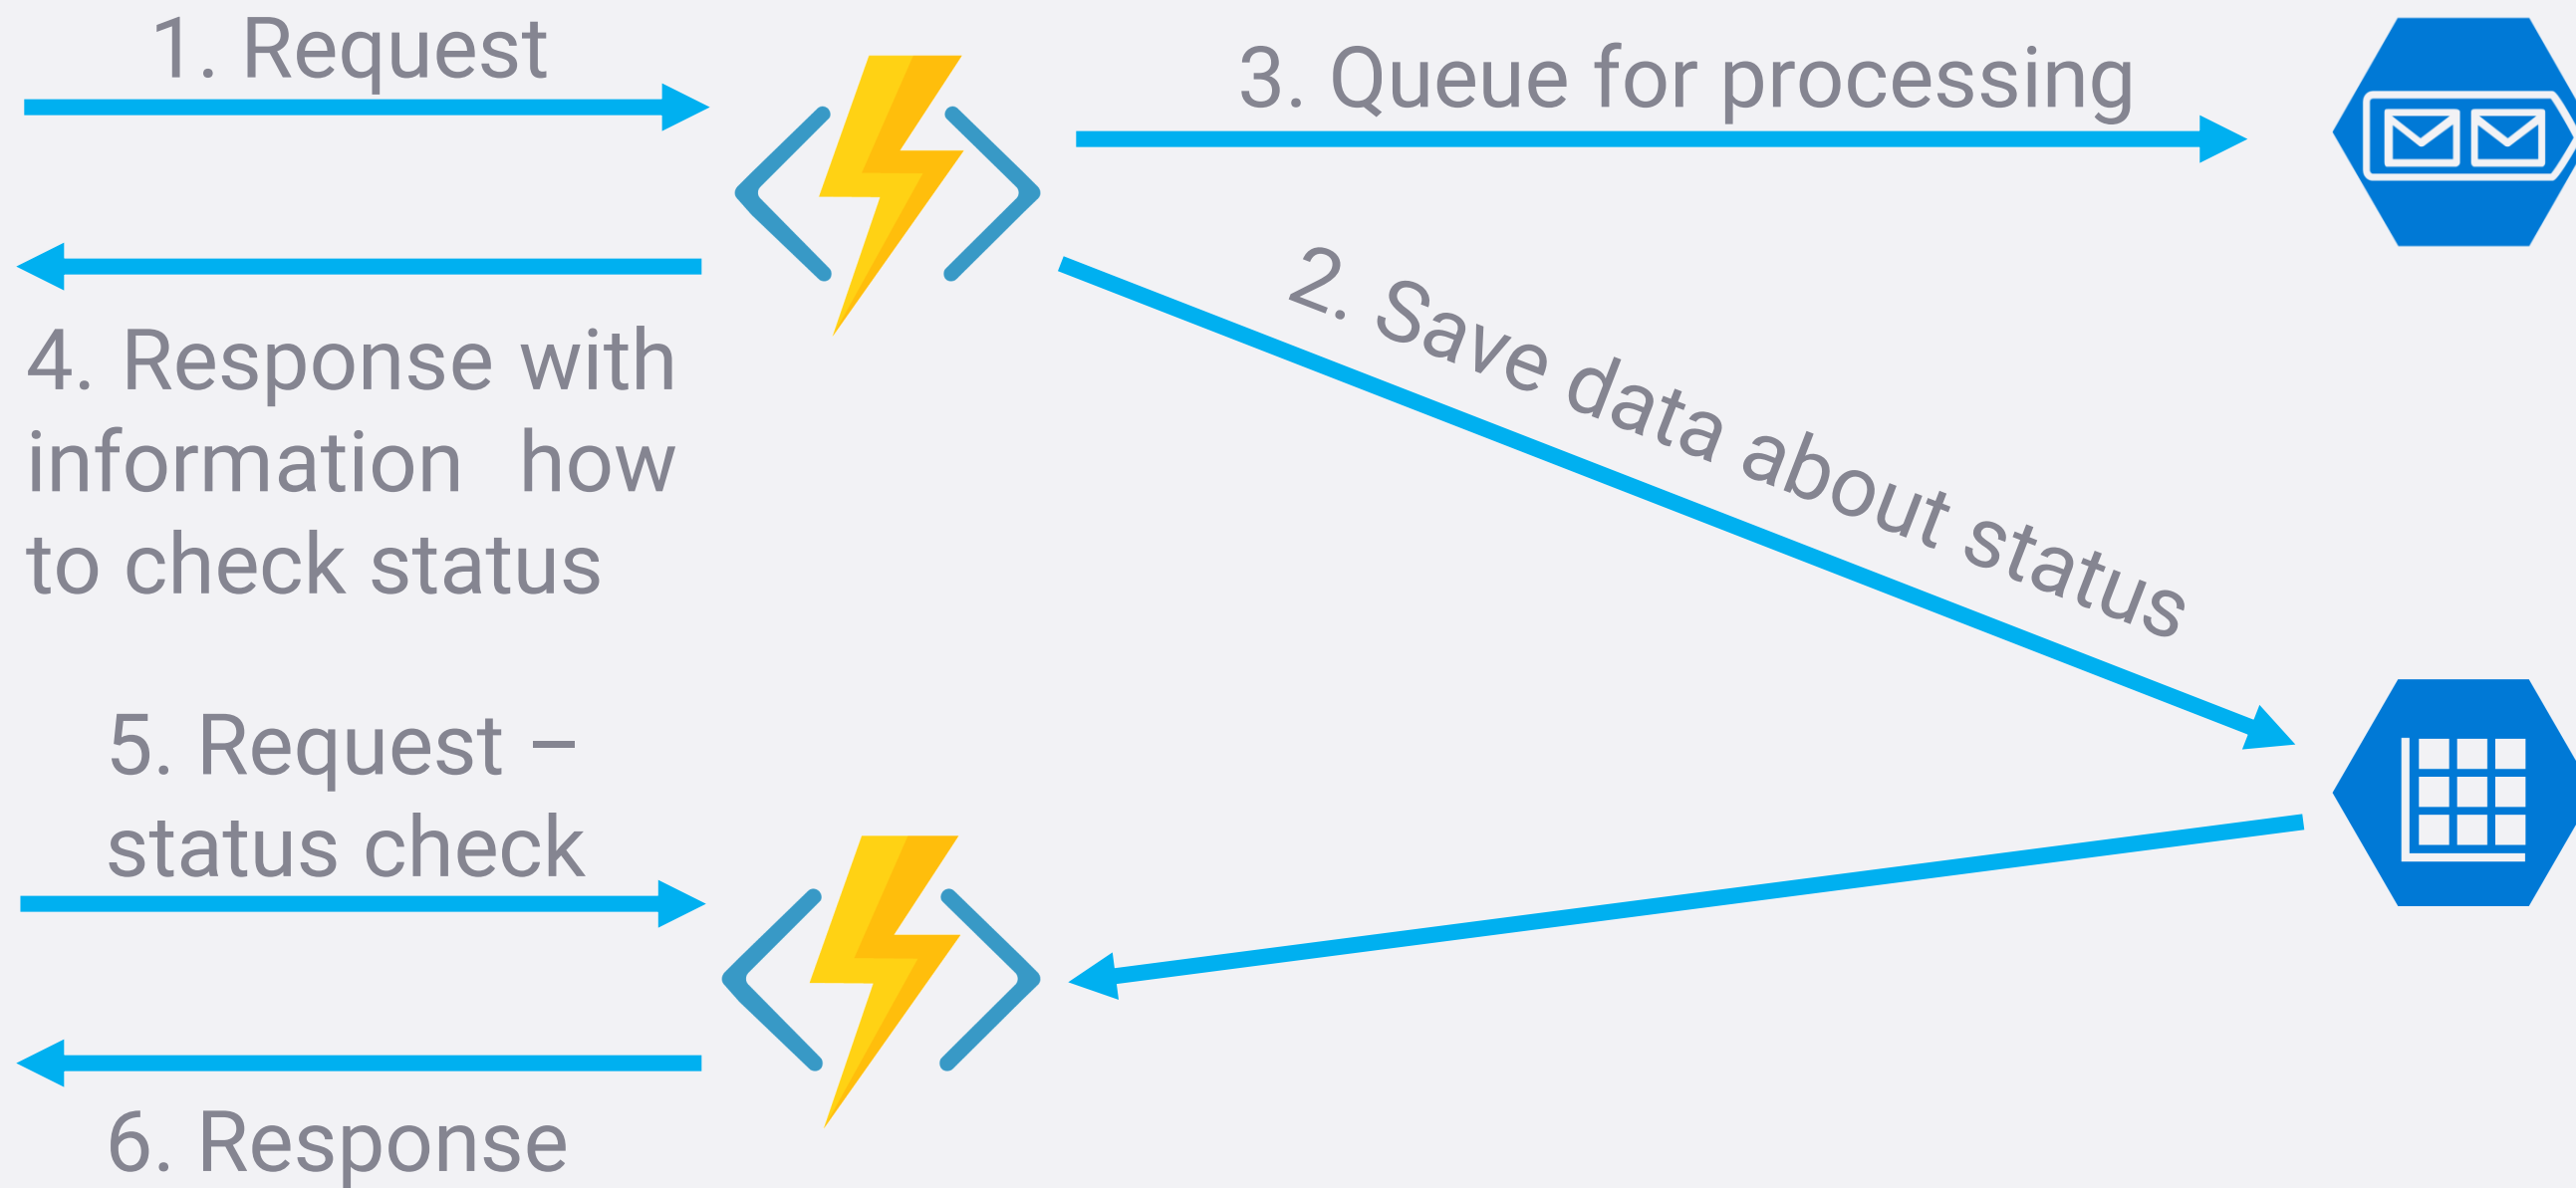 1. Request
3. Queue for processing
2. Save data about status
4. Response with
information how
to check status
5. Request –
status check
6. Response